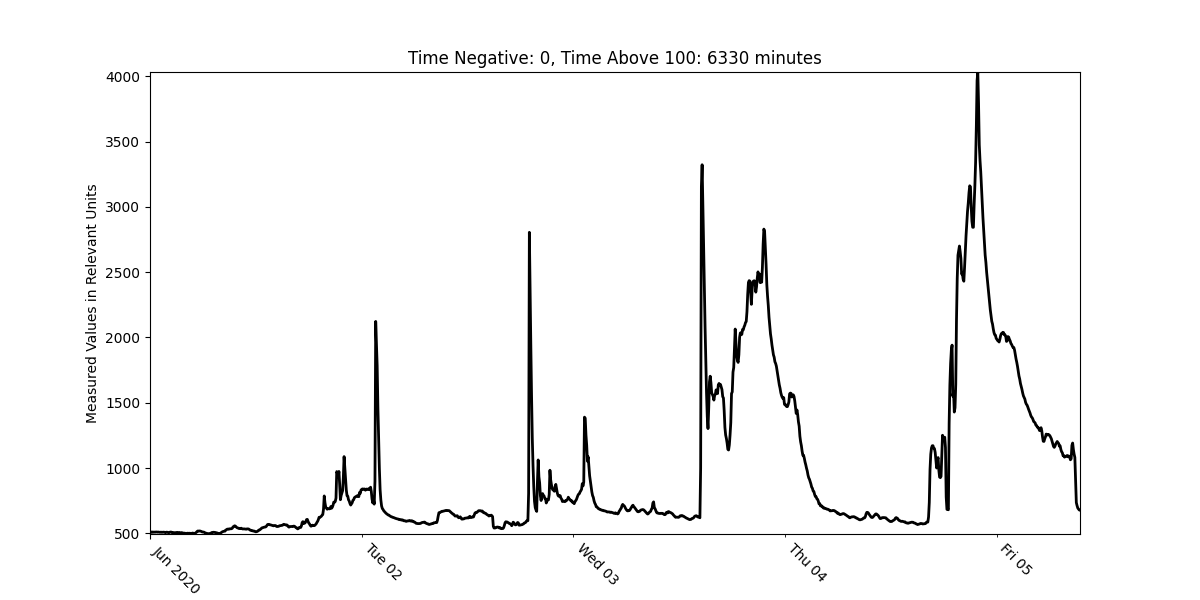 Time Negative: 0, Time Above 100: 6330 minutes
4000
3500
3000
2500
2000
1500
1000
500
Measured Values in Relevant Units
Jun 2020
Tue 02
Wed 03
Thu 04
Fri 05